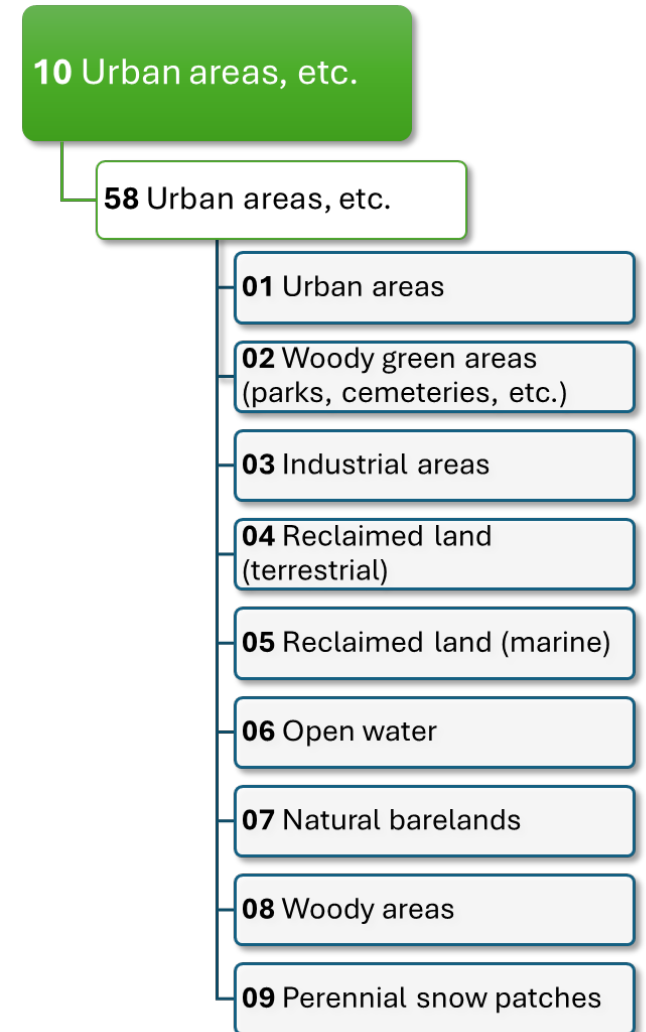 10 Urban areas, etc.
58 Urban areas, etc.
01 Urban areas
02 Woody green areas
(parks, cemeteries, etc.)
03 Industrial areas
04 Reclaimed land
(terrestrial)
05 Reclaimed land (marine)
06 Open water
07 Natural barelands
08 Woody areas
09 Perennial snow patches